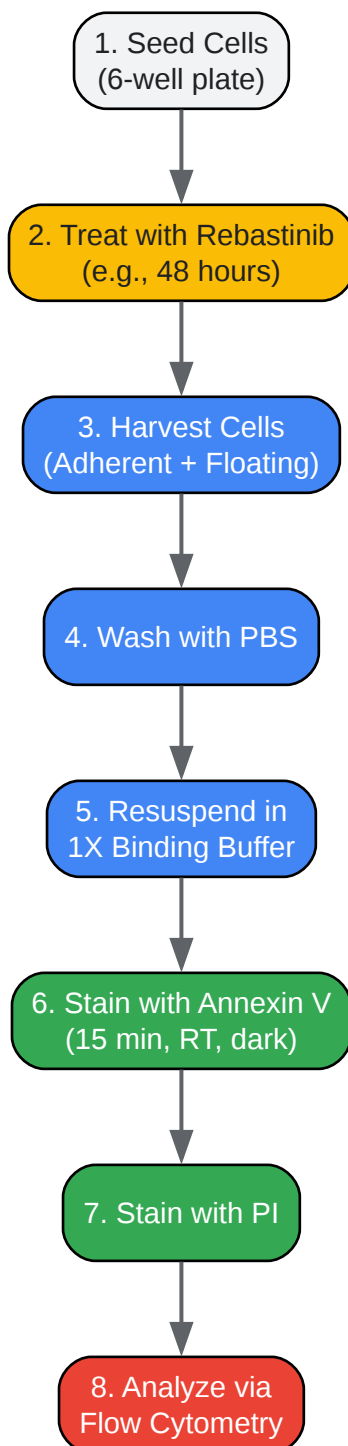 1. Seed Cells
(6-well plate)
2. Treat with Rebastinib
(e.g., 48 hours)
3. Harvest Cells
(Adherent + Floating)
4. Wash with PBS
5. Resuspend in
1X Binding Buffer
6. Stain with Annexin V
(15 min, RT, dark)
7. Stain with PI
8. Analyze via
Flow Cytometry